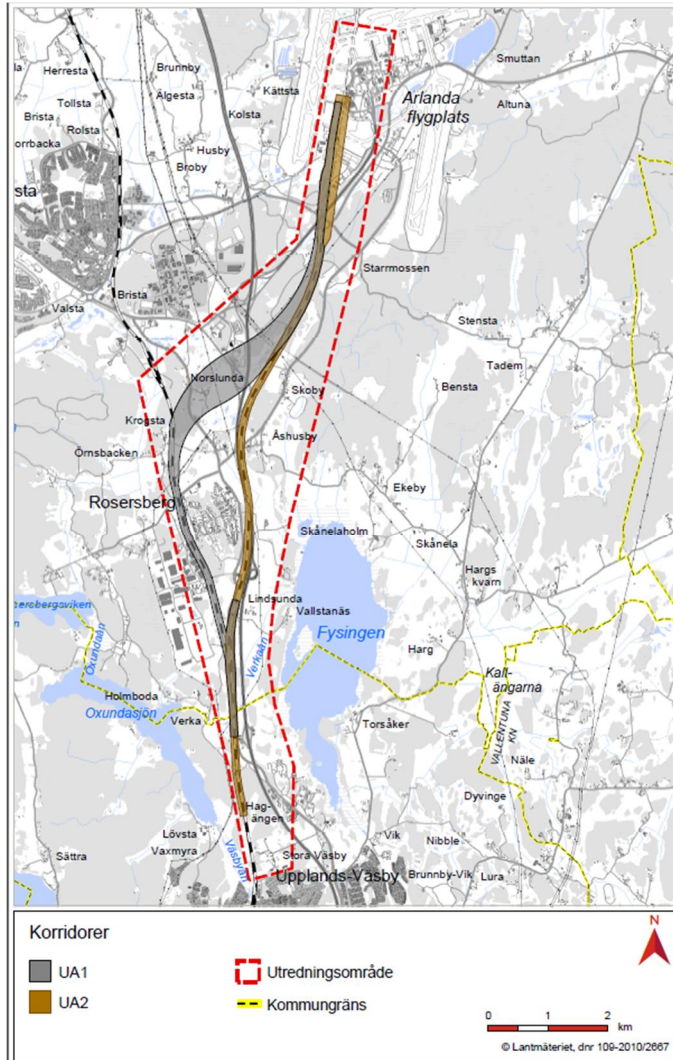 Smuttan
Herresta
Brunnby
Tollsta
Älgesta
Kättsta
Arlanda
flygplats
Altuna
Brista
Kolsta
Rolsta
orrbacka
Husby
Broby
sta
Starrmossen
Valsta
Brista
Stensta
Tadem
Norslunda
Skoby
Bensta
Krogsta
Åshusby
Örnsbacken
Ekeby
Rosersberg
Skånelaholm
Skånela
Hargs
kvarn
Lindsunda
Vallstanäs
Fysingen
Oxundaån
Verkaån
Harg
Kall-
ängarna
Holmboda
Oxundasjön
Verka
Torsåker
VALLENTUNA
KN
Näle
Dyvinge
Hag-
ängen
Lövsta
Vik
Nibble
Vaxmyra
Väsbyån
Stora Väsby
Sättra
Upplands-Väsby
Brunnby-Vik
Lura
Korridorer
UA1
UA2
Utredningsområde
Kommungräns
N
0 1 2
km
© Lantmäteriet, dnr 109-2010/2667